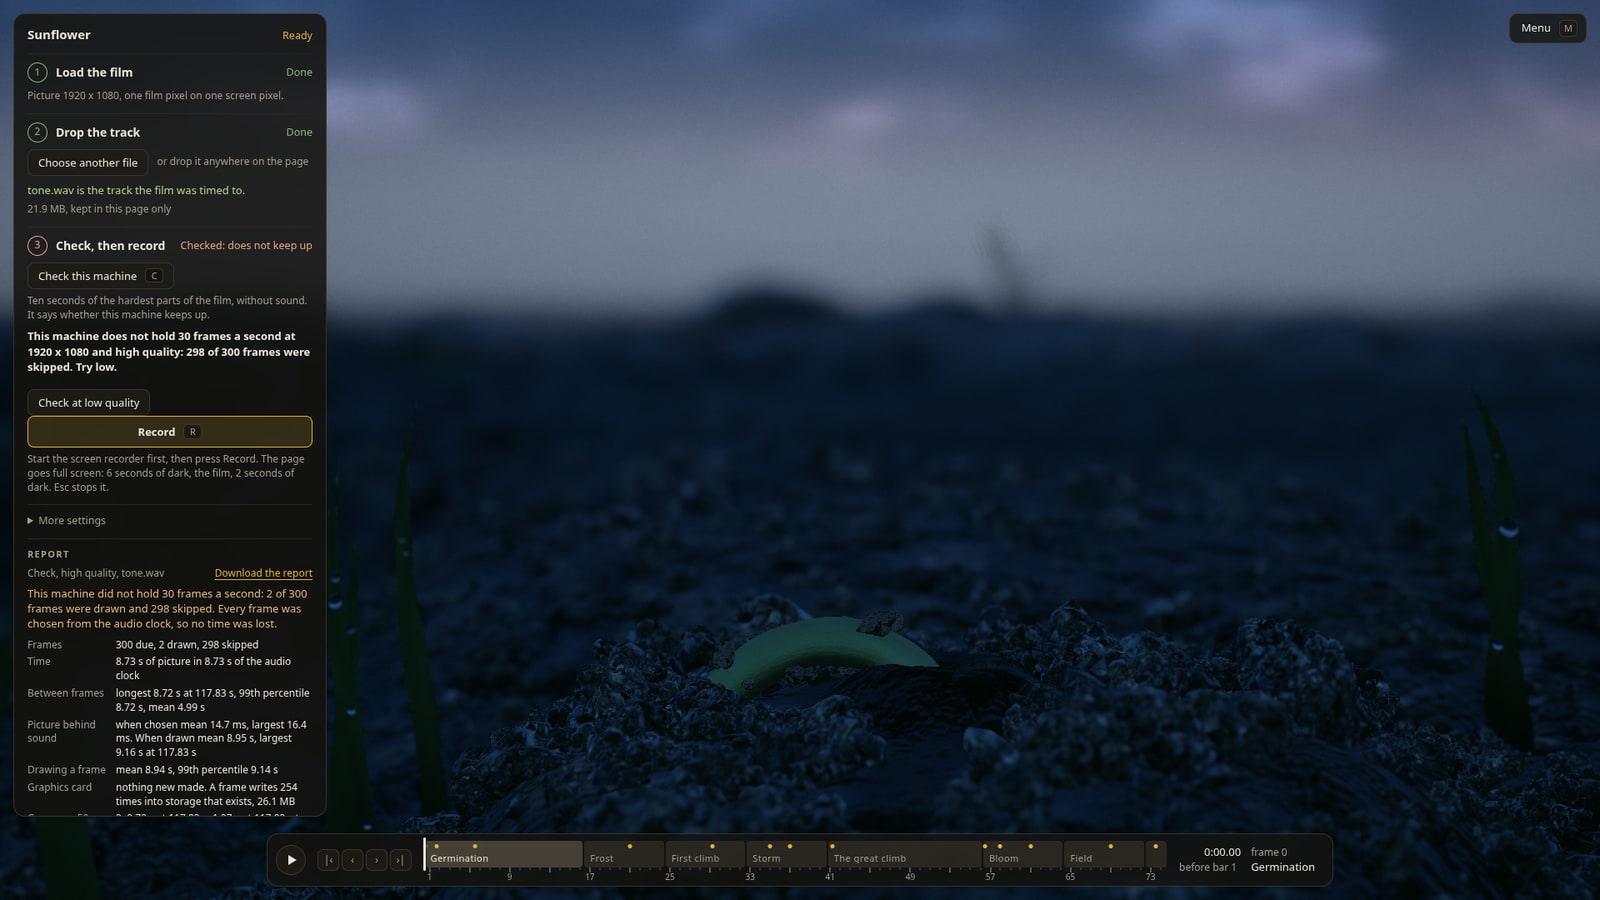 Sunflower
Ready
1 Load the film Done
Picture 1920 x 1080, one film pixel on one screen pixel.
2 Drop the track Done
Choose another file or drop it anywhere on the page
tone.wav is the track the film was timed to.
21.9 MB, kept in this page only
3 Check, then record Checked: does not keep up
Check this machine C
Ten seconds of the hardest parts of the film, without sound.
It says whether this machine keeps up.
This machine does not hold 30 frames a second at
1920 x 1080 and high quality: 298 of 300 frames were
skipped. Try low.
Check at low quality
Record R
Start the screen recorder first, then press Record. The page
goes full screen: 6 seconds of dark, the film, 2 seconds of
dark. Esc stops it.
More settings
REPORT
Check, high quality, tone.wav Download the report
This machine did not hold 30 frames a second: 2 of 300
frames were drawn and 298 skipped. Every frame was
chosen from the audio clock, so no time was lost.
Frames 300 due, 2 drawn, 298 skipped
Time 8.73 s of picture in 8.73 s of the audio
clock
Between frames longest 8.72 s at 117.83 s, 99th percentile
8.72 s, mean 4.99 s
Picture behind when chosen mean 14.7 ms, largest 16.4
sound ms. When drawn mean 8.95 s, largest
9.16 s at 117.83 s
Drawing a frame mean 8.94 s, 99th percentile 9.14 s
Graphics card nothing new made. A frame writes 254
times into storage that exists, 26.1 MB
Menu M
Germination Frost First climb Storm The great climb Bloom Field
1 9 17 25 33 41 49 57 65 73
0:00.00 frame 0
before bar 1 Germination